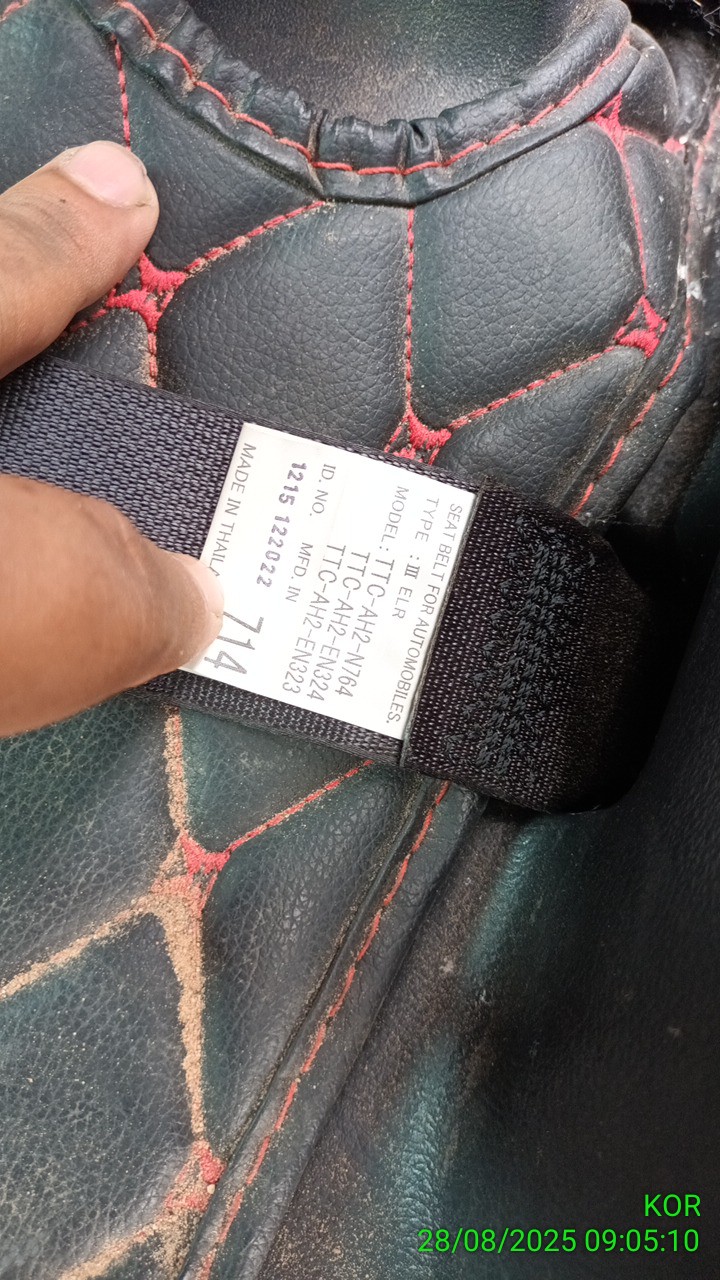 SEAT BELT FOR AUTOMOBILES.
TYPE : Ⅲ ELR
MODEL : TTC-AH2-N764
TTC-AH2-EN324
TTC-AH2-EN323
ID. NO. MFD. IN
1215 122022
MADE IN
714
KOR
28/08/2025 09:05:10